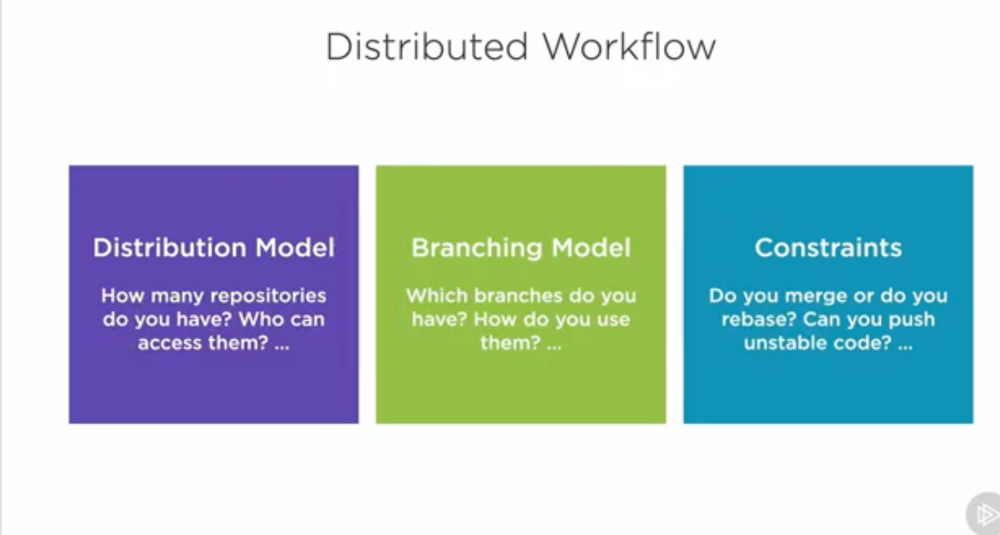 Distributed Workflow
Distribution Model
How many repositories
do you have? Who can
access them? ...
Branching Model
Which branches do you
have? How do you use
them? ...
Constraints
Do you merge or do you
rebase? Can you push
unstable code? ...